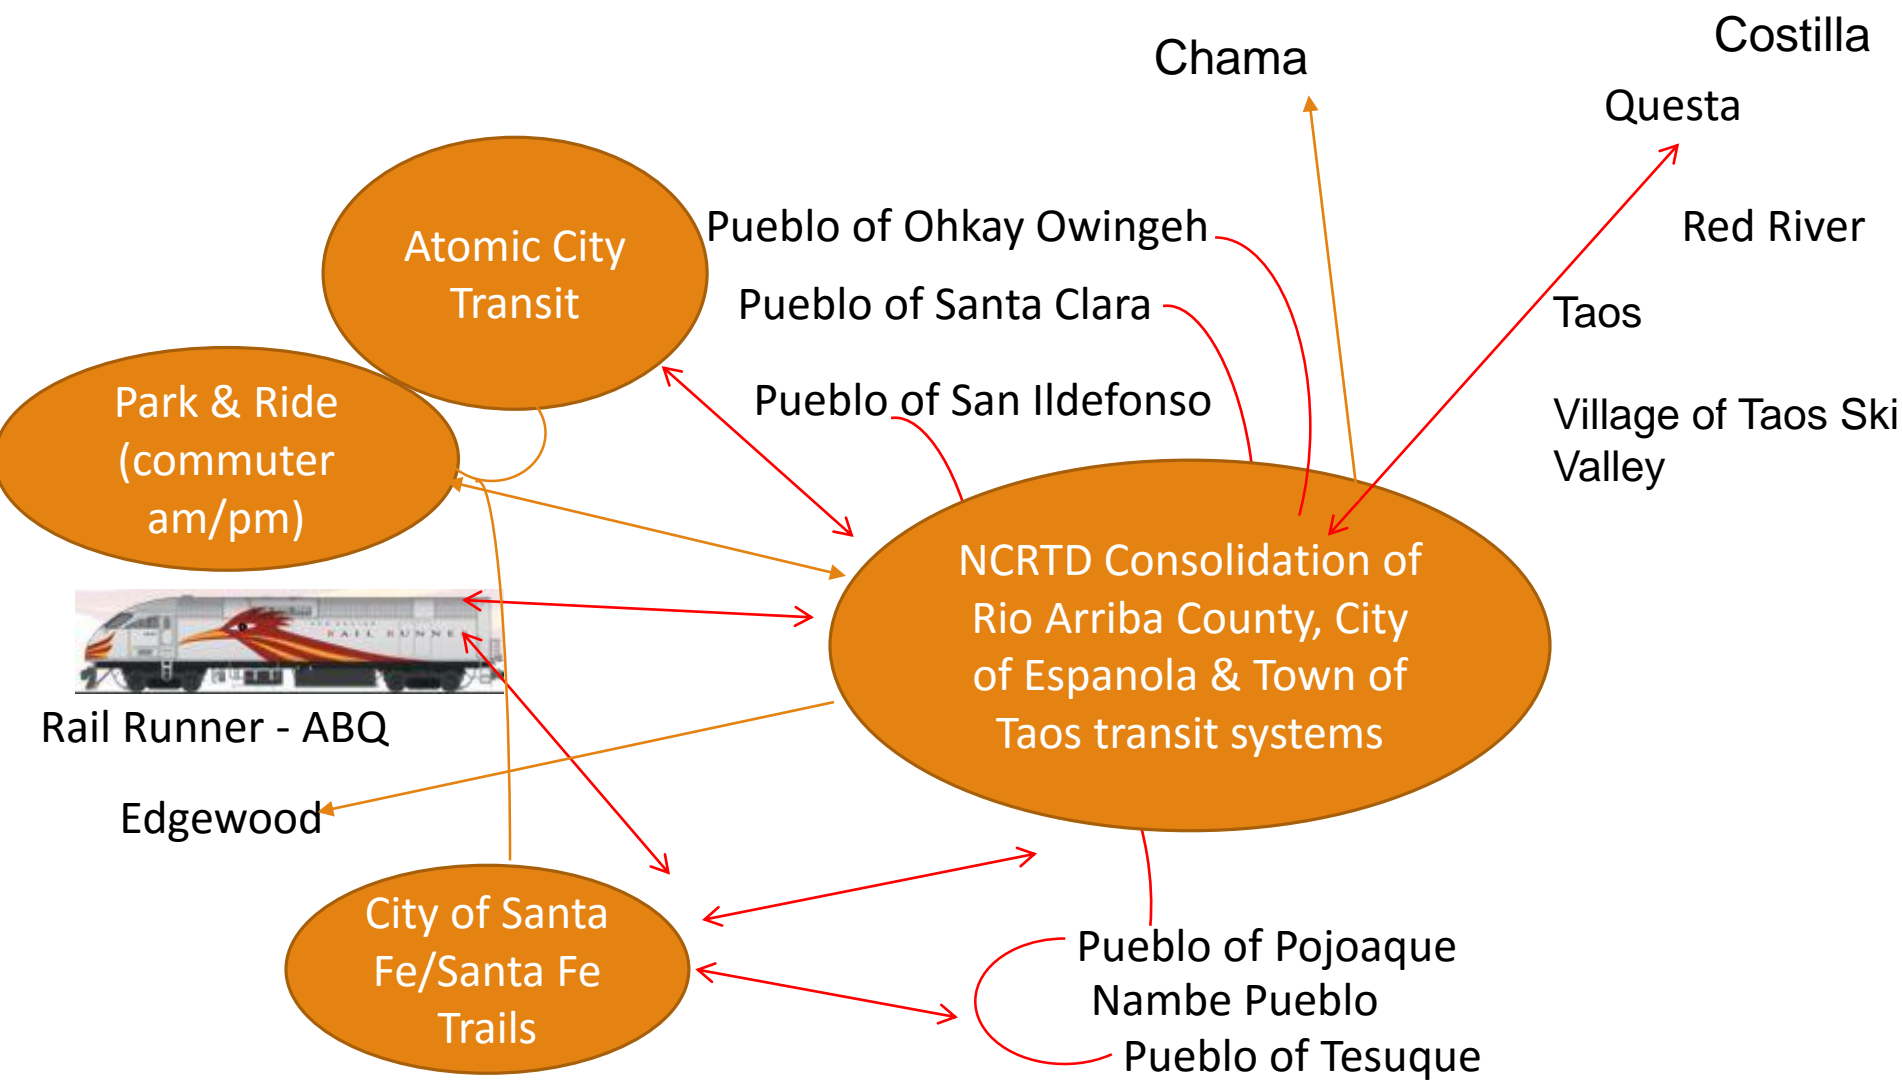 Costilla
Chama
Questa
Atomic City
Transit
Pueblo of Ohkay Owingeh
Red River
Pueblo of Santa Clara
Taos
Park & Ride
(commuter
am/pm)
Pueblo of San Ildefonso
Village of Taos Ski
Valley
NCRTD Consolidation of
Rio Arriba County, City
of Espanola & Town of
Taos transit systems
RAIL RUNNE
Rail Runner - ABQ
Edgewood
City of Santa
Fe/Santa Fe
Trails
Pueblo of Pojoaque
Nambe Pueblo
Pueblo of Tesuque